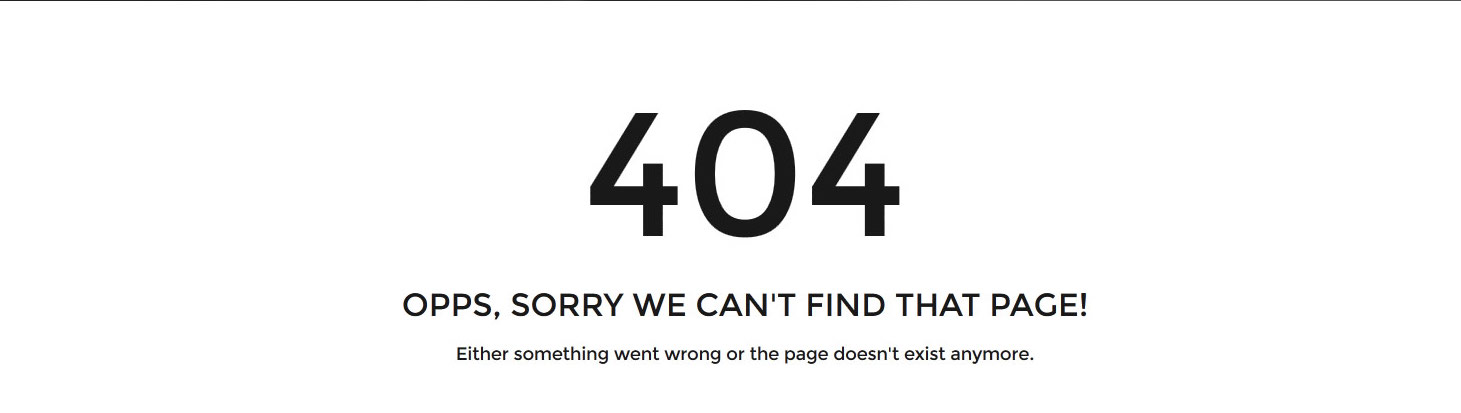 404
OPPS, SORRY WE CAN'T FIND THAT PAGE!
Either something went wrong or the page doesn't exist anymore.